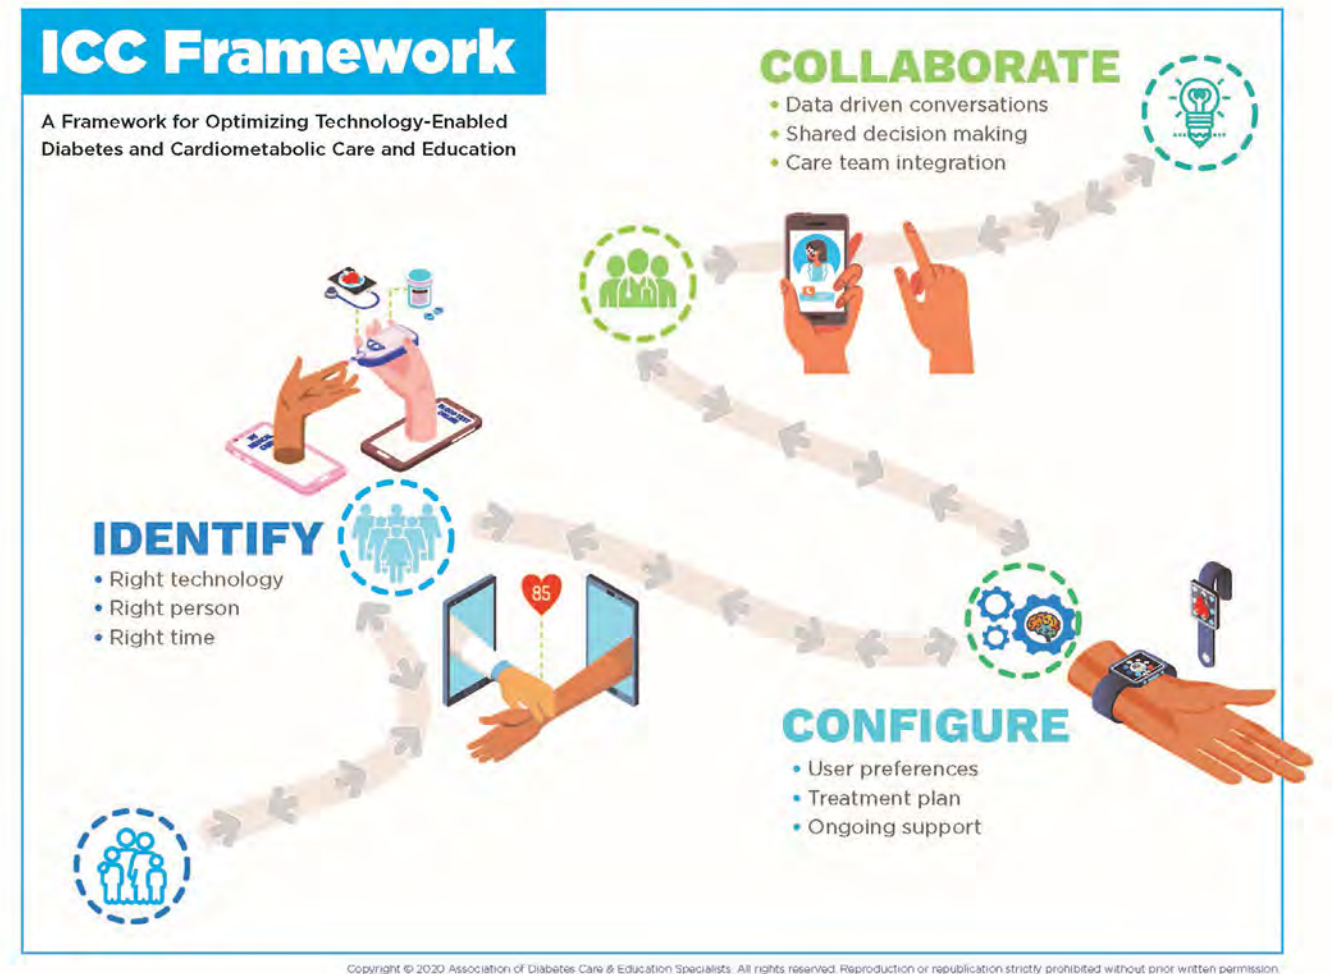 ICC Framework
A Framework for Optimizing Technology-Enabled
Diabetes and Cardiometabolic Care and Education
COLLABORATE
• Data driven conversations
• Shared decision making
• Care team integration
IDENTIFY
• Right technology
• Right person
• Right time
BLOOD TEST
ONLINE
85
CONFIGURE
• User preferences
• Treatment plan
• Ongoing support
Copyright © 2020 Association of Diabetes Care & Education Specialists. All rights reserved. Reproduction or republication strictly prohibited without prior written permission.